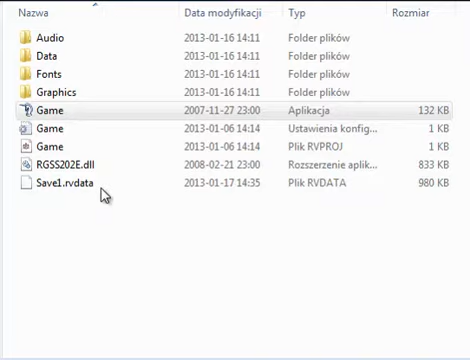 Nazwa Data modyfikacji Typ Rozmiar
Audio 2013-01-16 14:11 Folder plików
Data 2013-01-16 14:11 Folder plików
Fonts 2013-01-16 14:11 Folder plików
Graphics 2013-01-16 14:11 Folder plików
Game 2007-11-27 23:00 Aplikacja 132 KB
Game 2013-01-06 14:14 Ustawienia konfig... 1 KB
Game 2013-01-06 14:14 Plik RVPROJ 1 KB
RGSS202E.dll 2008-02-21 23:00 Rozszerzenie aplik... 833 KB
Save1.rvdata 2013-01-17 14:35 Plik RVDATA 980 KB